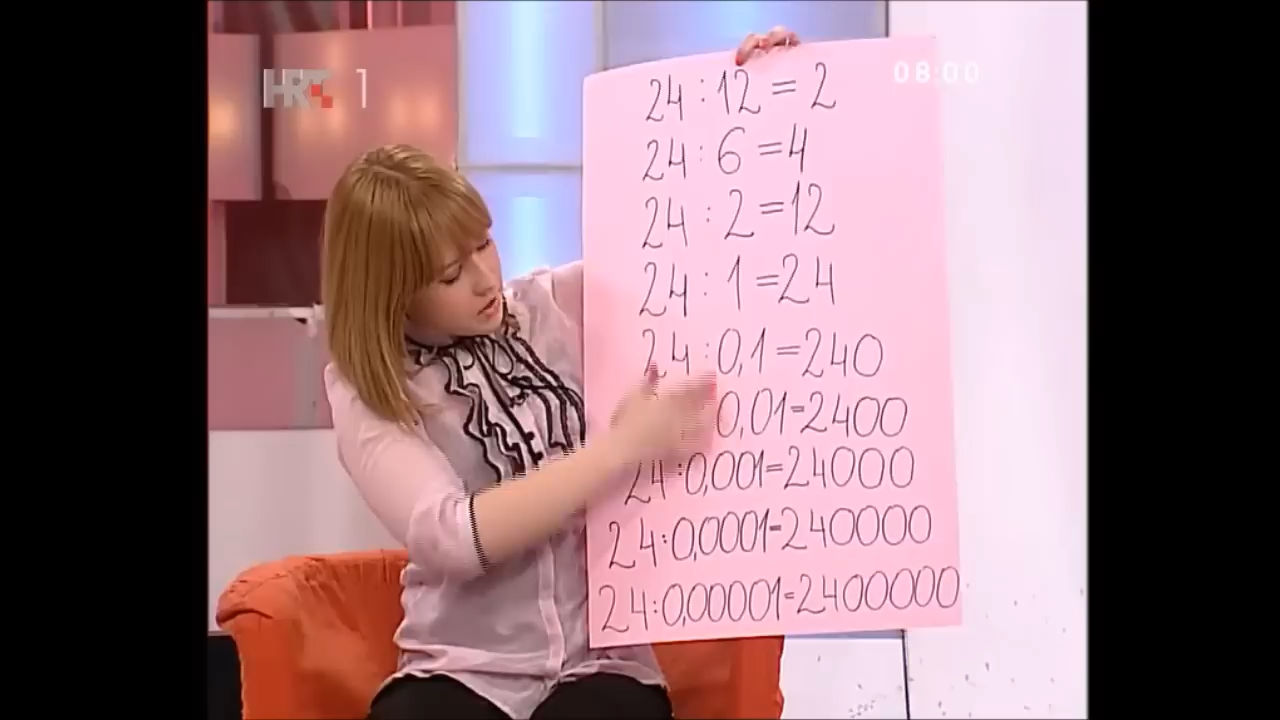 HRT 1
08:00
24 : 12 = 2
24 : 6 = 4
24 : 2 = 12
24 : 1 = 24
24 : 0,1 = 240
0,01 = 2400
24 : 0,001 = 24000
24 : 0,0001 = 240000
24 : 0,00001 = 2400000